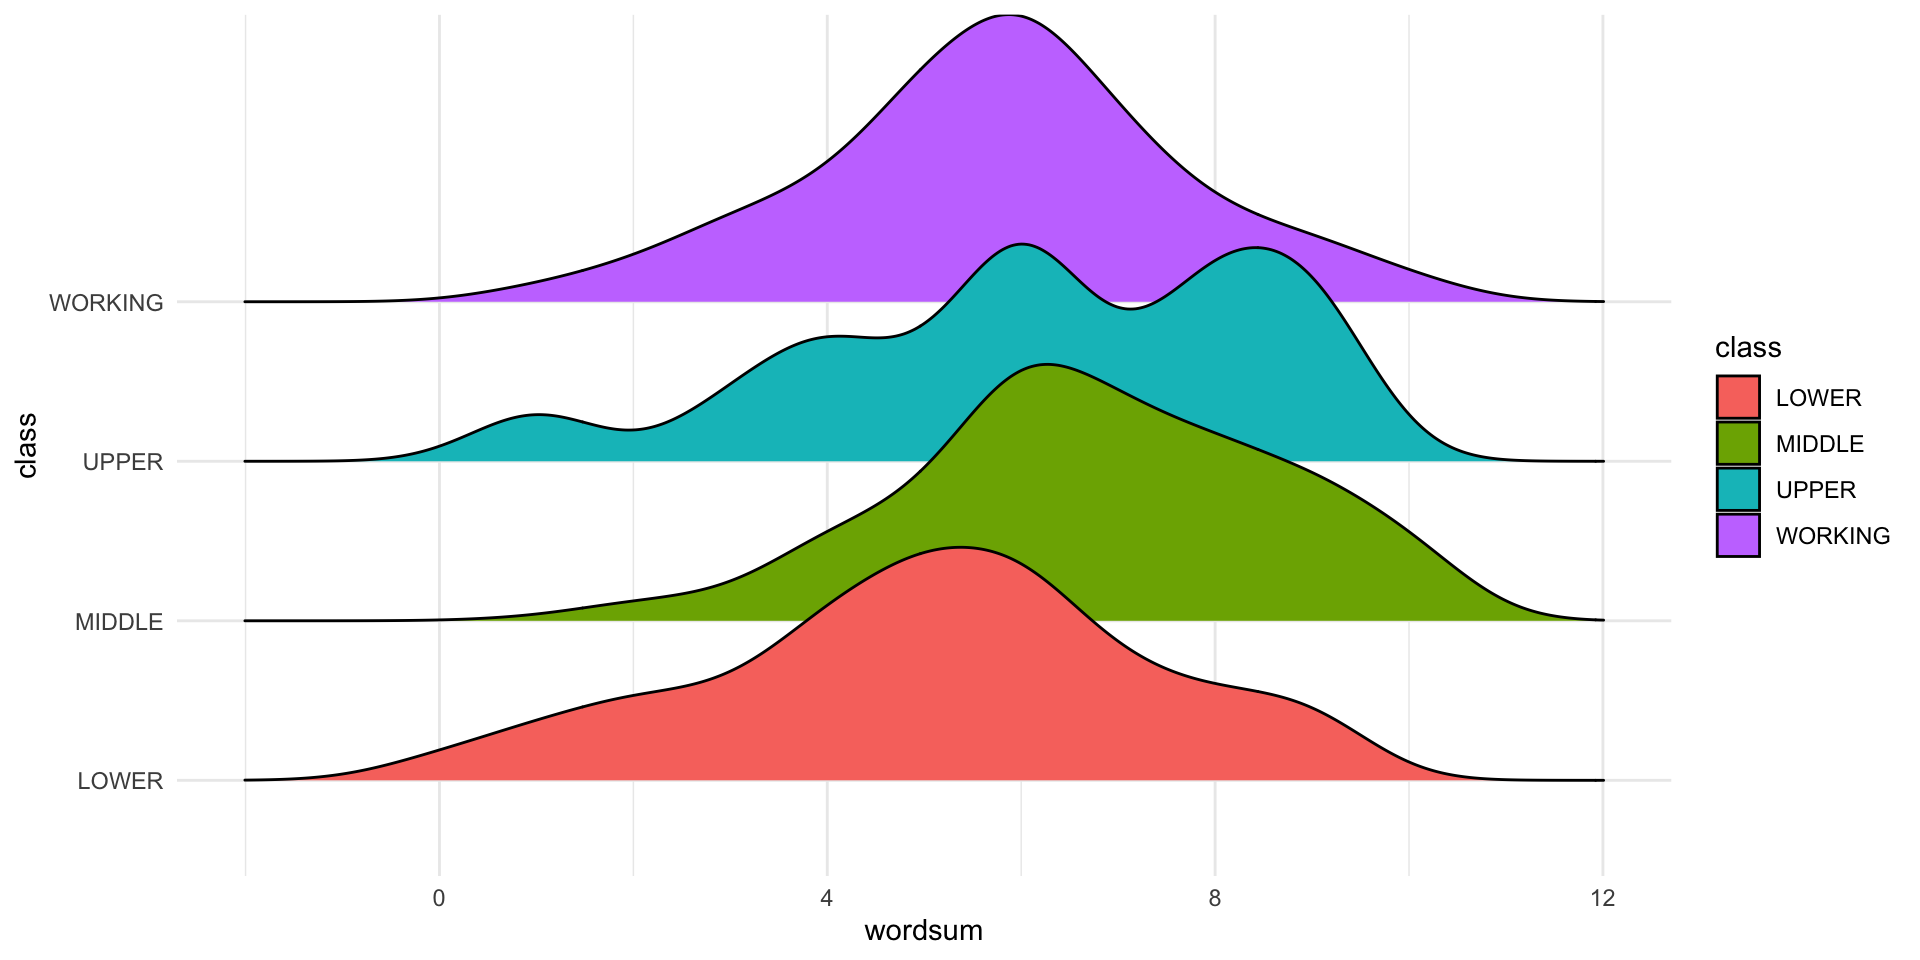 WORKING
UPPER
MIDDLE
LOWER
class
0 4 8 12
wordsum
class
LOWER
MIDDLE
UPPER
WORKING